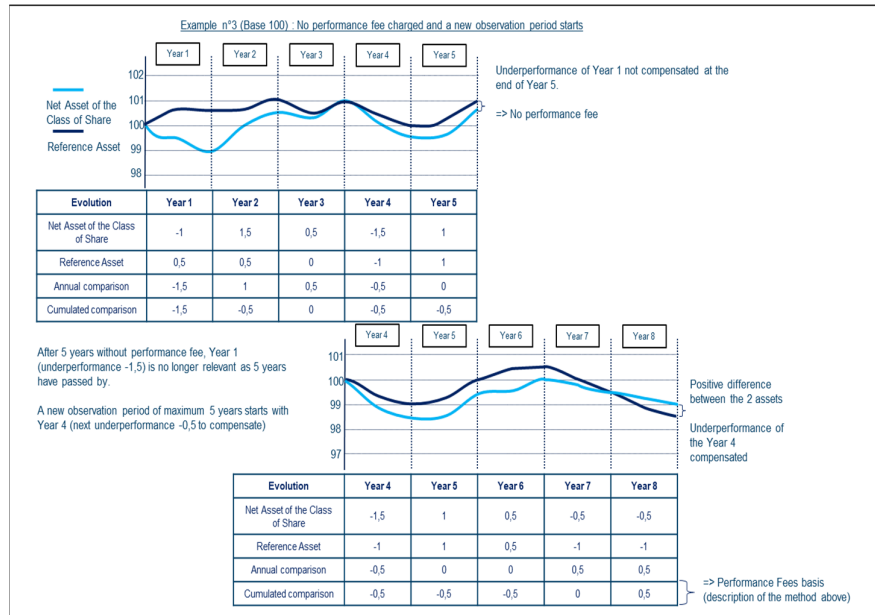 Example n°3 (Base 100) : No performance fee charged and a new observation period starts
Year 1 Year 2 Year 3 Year 4 Year 5
102
101
100
99
98
Net Asset of the
Class of Share
Reference Asset
Underperformance of Year 1 not compensated at the
end of Year 5.
=> No performance fee
Evolution Year 1 Year 2 Year 3 Year 4 Year 5
Net Asset of the Class
of Share -1 1,5 0,5 -1,5 1
Reference Asset 0,5 0,5 0 -1 1
Annual comparison -1,5 1 0,5 -0,5 0
Cumulated comparison -1,5 -0,5 0 -0,5 -0,5
After 5 years without performance fee, Year 1
(underperformance -1,5) is no longer relevant as 5 years
have passed by.
A new observation period of maximum 5 years starts with
Year 4 (next underperformance -0,5 to compensate)
Year 4 Year 5 Year 6 Year 7 Year 8
101
100
99
98
97
Positive difference
between the 2 assets
Underperformance of
the Year 4
compensated
Evolution Year 4 Year 5 Year 6 Year 7 Year 8
Net Asset of the Class
of Share -1,5 1 0,5 -0,5 -0,5
Reference Asset -1 1 0,5 -1 -1
Annual comparison -0,5 0 0 0,5 0,5
Cumulated comparison -0,5 -0,5 -0,5 0 0,5
=> Performance Fees basis
(description of the method above)